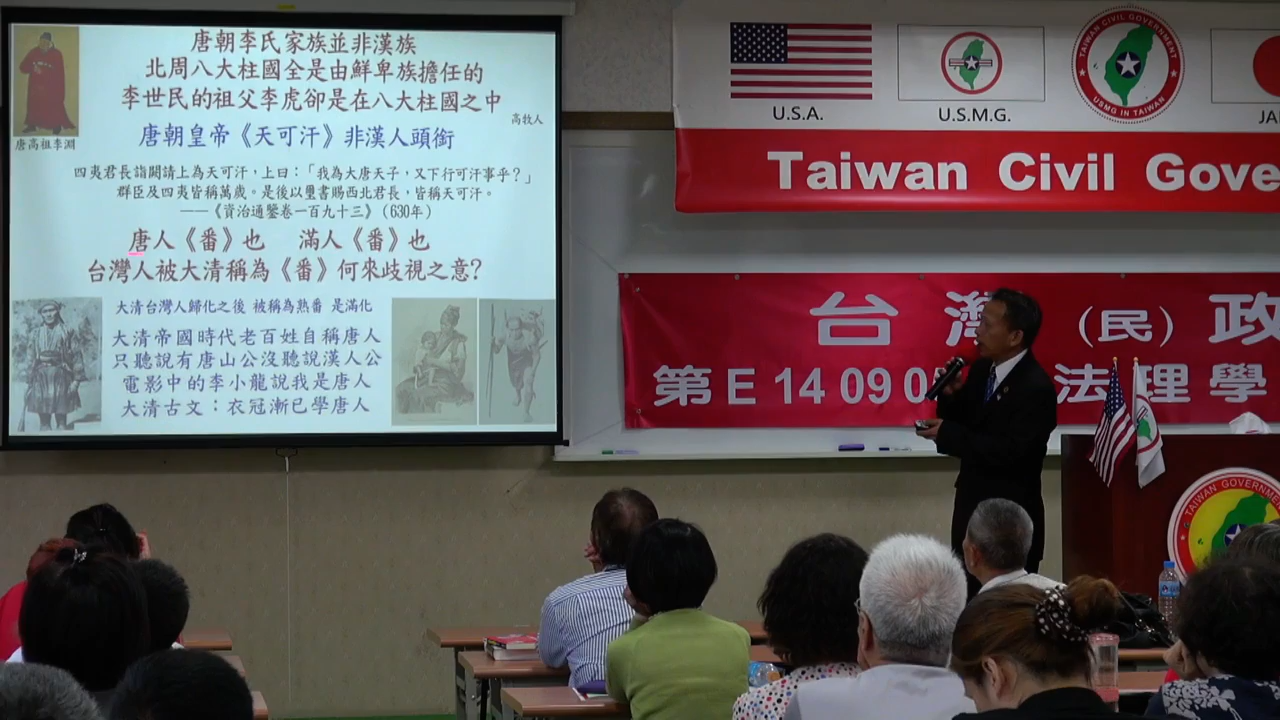 唐朝李氏家族並非漢族
北周八大柱國全是由鮮卑族擔任的
李世民的祖父李虎卻是在八大柱國之中
高牧人
唐高祖李淵
唐朝皇帝《天可汗》非漢人頭銜
四夷君長詣闕請上為天可汗，上曰：「我為大唐天子，又下行可汗事乎？」
群臣及四夷皆稱萬歲。是後以璽書賜西北君長，皆稱天可汗。
——《資治通鑒卷一百九十三》（630年）
唐人《番》也 滿人《番》也
台灣人被大清稱為《番》何來歧視之意?
大清台灣人歸化之後 被稱為熟番 是滿化
大清帝國時代老百姓自稱唐人
只聽說有唐山公沒聽說漢人公
電影中的李小龍說我是唐人
大清古文：衣冠漸已學唐人
U.S.A.
U.S.M.G.
TAIWAN CIVIL GOVERNMENT
USMG IN TAIWAN
JA
Taiwan Civil Gove
台灣（民）政
第E 14 09 0 法理學
TAIWAN GOVERNM